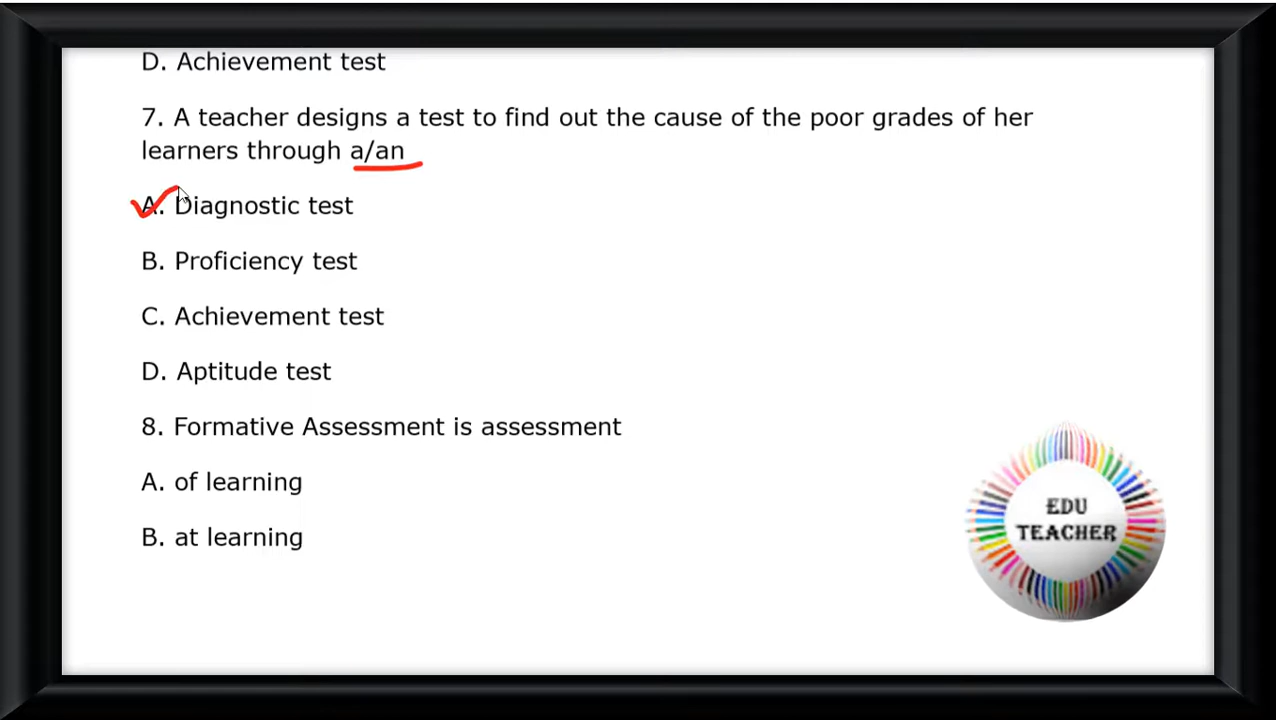 D. Achievement test
7. A teacher designs a test to find out the cause of the poor grades of her
learners through a/an
A. Diagnostic test
B. Proficiency test
C. Achievement test
D. Aptitude test
8. Formative Assessment is assessment
A. of learning
B. at learning
EDU
TEACHER